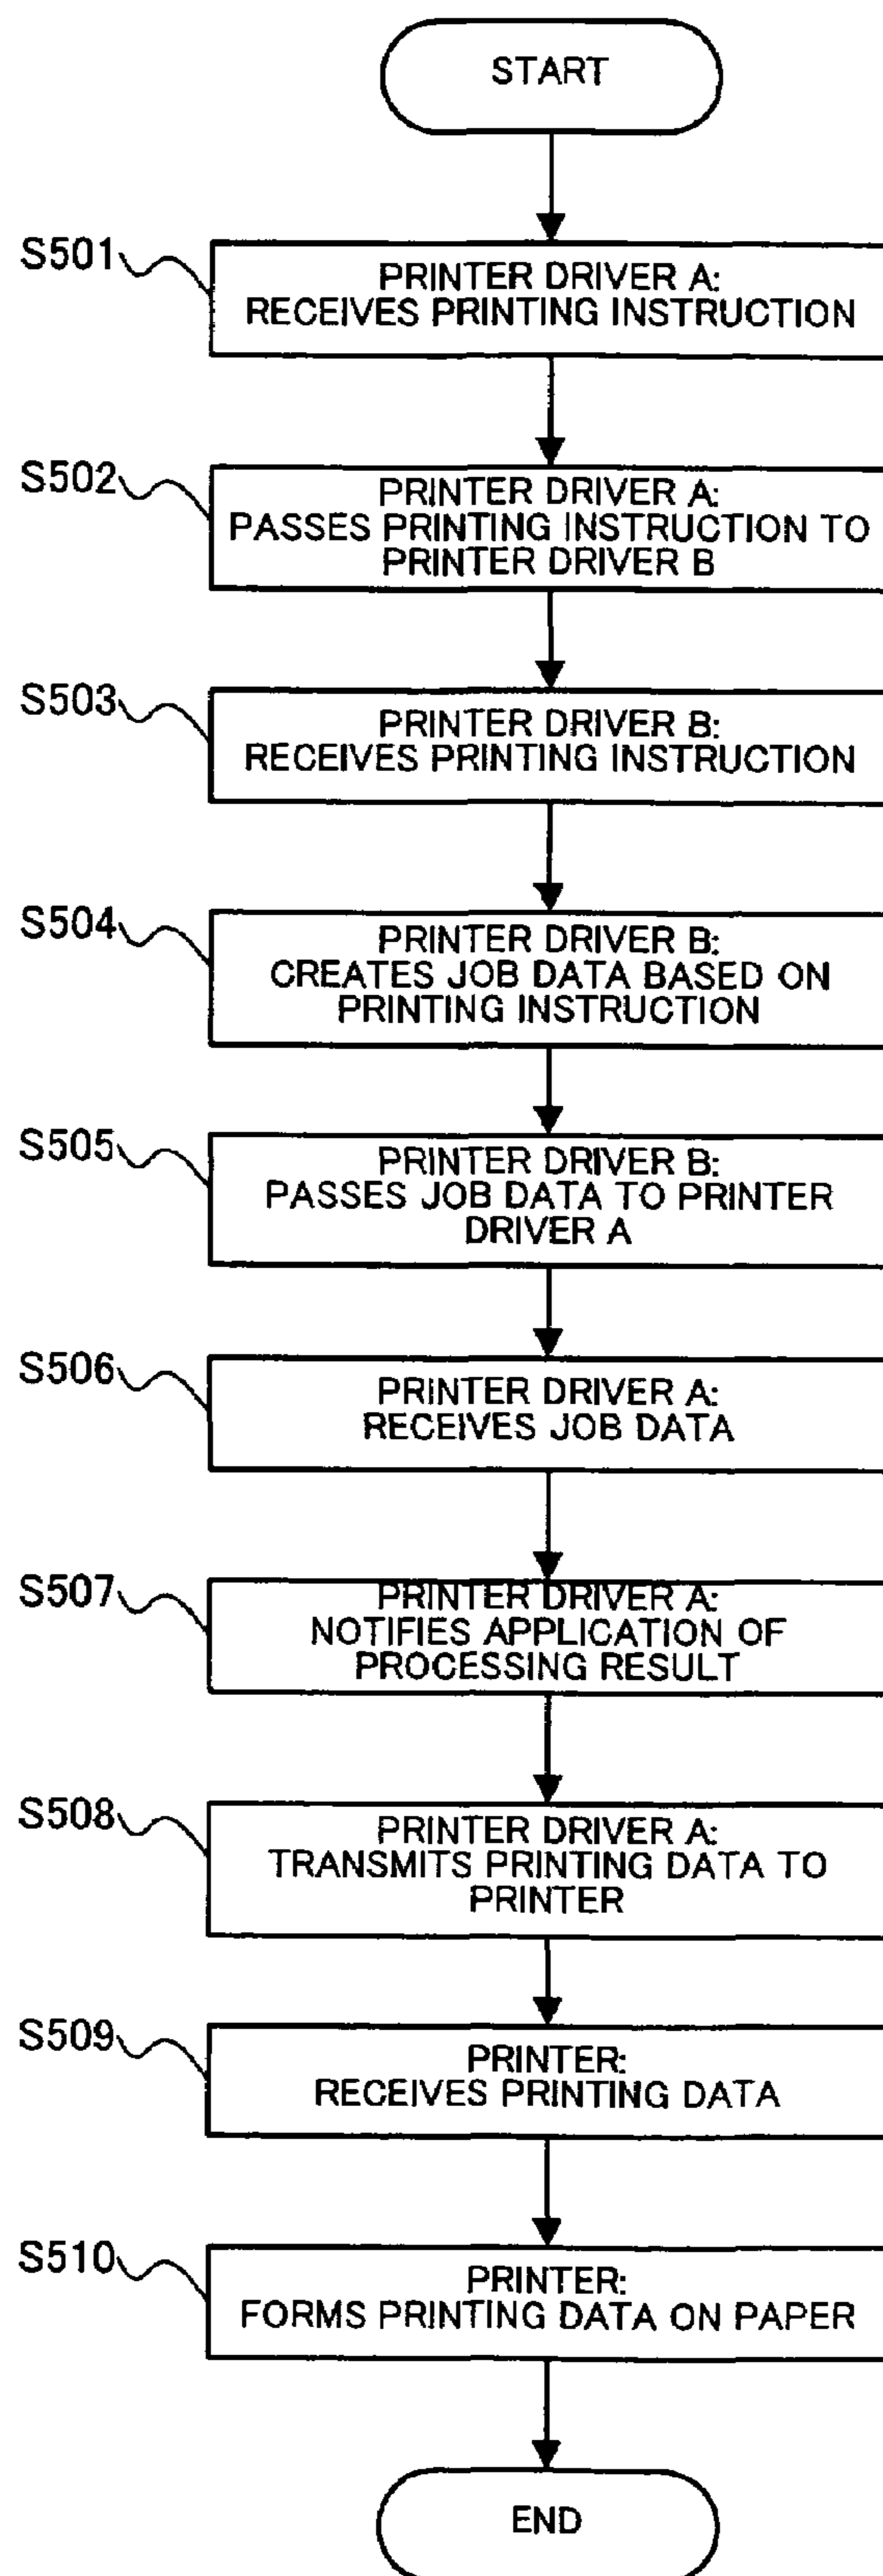 START
S501
PRINTER DRIVER A:
RECEIVES PRINTING INSTRUCTION
S502
PRINTER DRIVER A:
PASSES PRINTING INSTRUCTION TO
PRINTER DRIVER B
S503
PRINTER DRIVER B:
RECEIVES PRINTING INSTRUCTION
S504
PRINTER DRIVER B:
CREATES JOB DATA BASED ON
PRINTING INSTRUCTION
S505
PRINTER DRIVER B:
PASSES JOB DATA TO PRINTER
DRIVER A
S506
PRINTER DRIVER A:
RECEIVES JOB DATA
S507
PRINTER DRIVER A:
NOTIFIES APPLICATION OF
PROCESSING RESULT
S508
PRINTER DRIVER A:
TRANSMITS PRINTING DATA TO
PRINTER
S509
PRINTER:
RECEIVES PRINTING DATA
S510
PRINTER:
FORMS PRINTING DATA ON PAPER
END